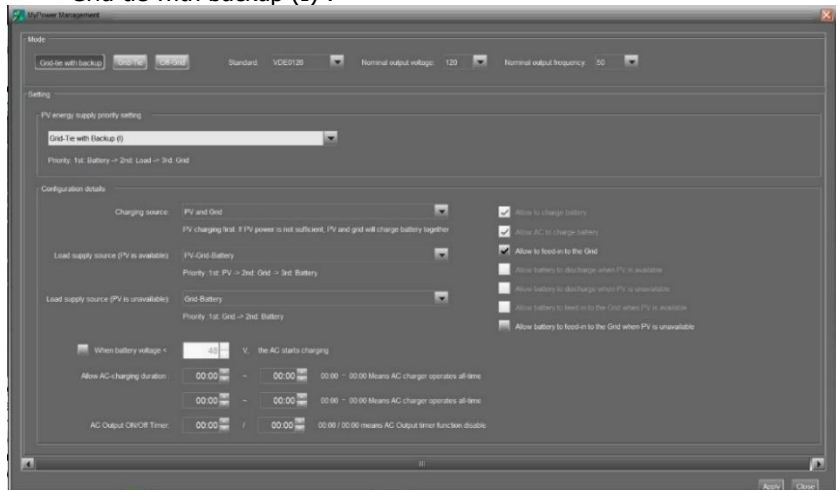 Grid-tie with backup (I) :
MyPower Management
Mode
Grid-tie with backup Grid-Tie Off-Grid Standard: VDE0126 Nominal output voltage: 120 Nominal output frequency: 50
Setting
PV energy supply priority setting
Grid-Tie with Backup (I)
Priority: 1st: Battery -> 2nd: Load -> 3rd: Grid
Configuration details
Charging source: PV and Grid
PV charging first. If PV power is not sufficient, PV and grid will charge battery together
Load supply source (PV is available): PV-Grid-Battery
Priority :1st: PV -> 2nd: Grid -> 3rd: Battery
Load supply source (PV is unavailable): Grid-Battery
Priority :1st: Grid -> 2nd: Battery
Allow to charge battery
Allow AC to charge battery
Allow to feed-in to the Grid
Allow battery to discharge when PV is available
Allow battery to discharge when PV is unavailable
Allow battery to feed-in to the Grid when PV is available
Allow battery to feed-in to the Grid when PV is unavailable
When battery voltage < 48 V, the AC starts charging
Allow AC-charging duration : 00:00 ~ 00:00 00:00 ~ 00:00 Means AC charger operates all-time
00:00 ~ 00:00 00:00 ~ 00:00 Means AC charger operates all-time
AC Output ON/Off Timer: 00:00 / 00:00 00:00 / 00:00 means AC Output timer function disable
Apply Close